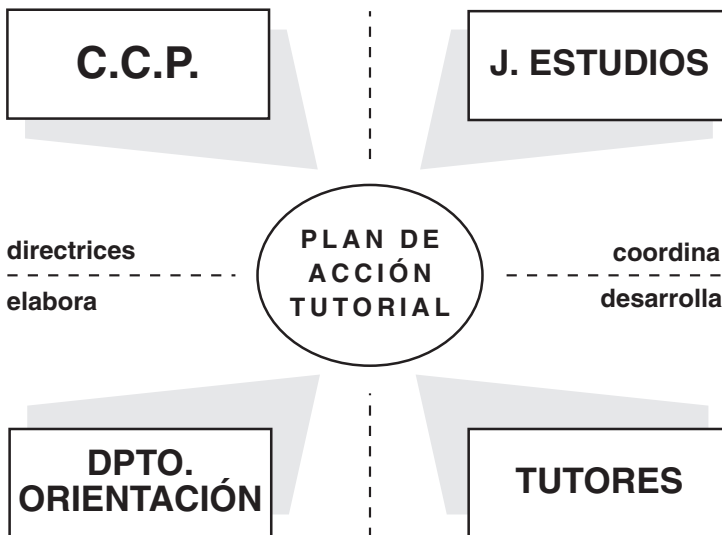 C.C.P.
J. ESTUDIOS
directrices
elabora
PLAN DE
ACCIÓN
TUTORIAL
coordina
desarrolla
DPTO.
ORIENTACIÓN
TUTORES